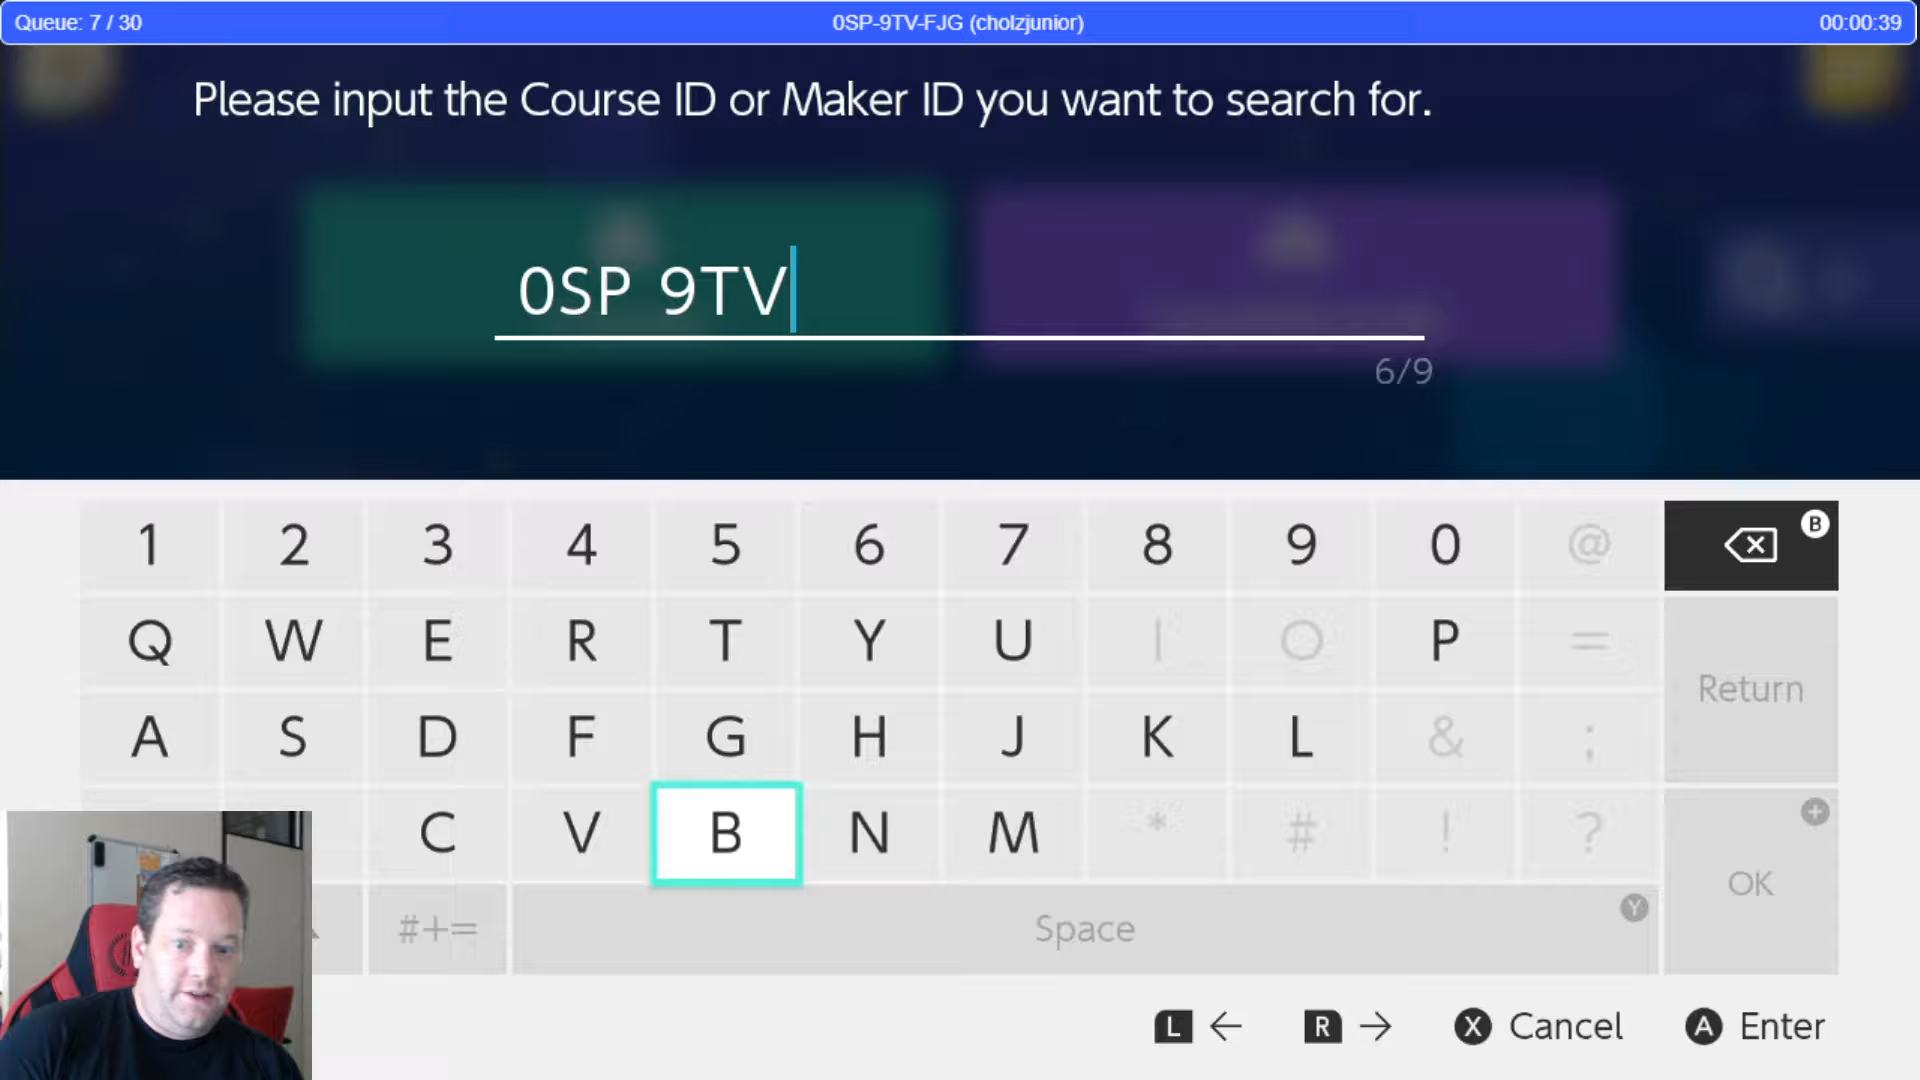 Queue: 7 / 30 0SP-9TV-FJG (cholzjunior) 00:00:39
Please input the Course ID or Maker ID you want to search for.
0SP 9TV
6/9
1 2 3 4 5 6 7 8 9 0 @ B
Q W E R T Y U I O P =
Return
A S D F G H J K L & ;
C V B N M * # ! ? +
OK
#+= Space Y
L ← R → X Cancel A Enter